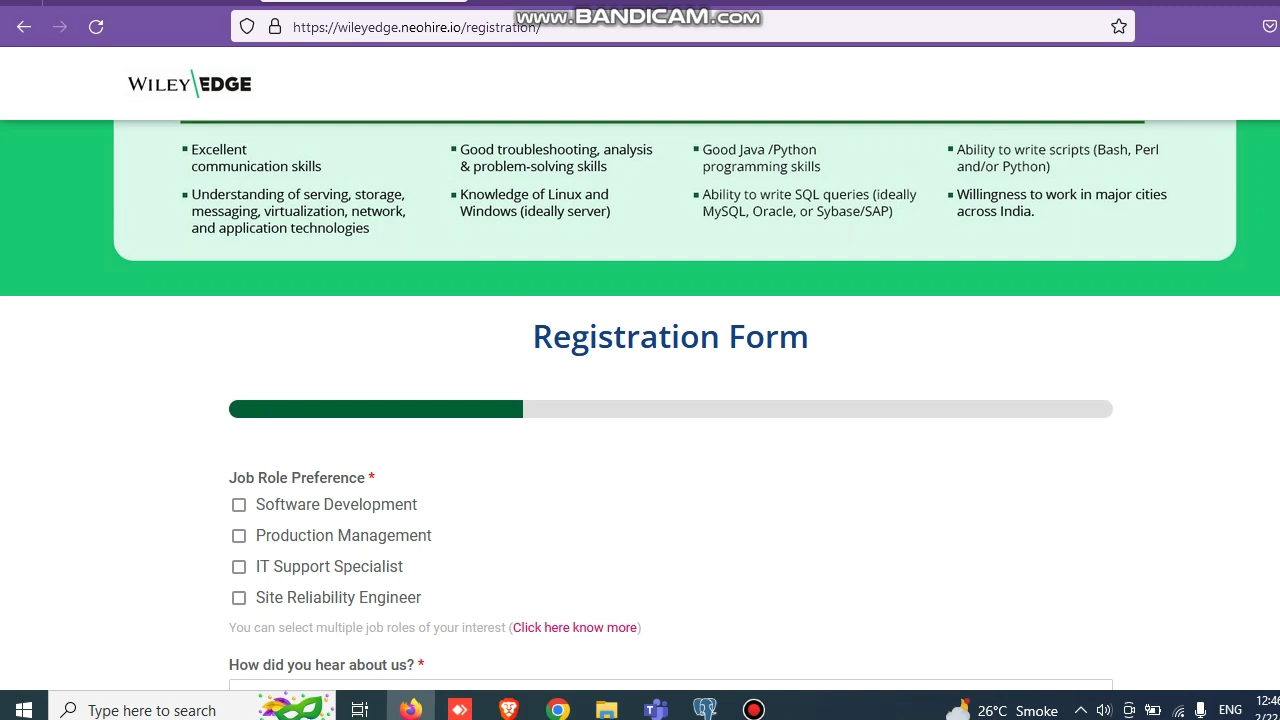 www.BANDICAM.com
https://wileyedge.neohire.io/registration/
WILEY EDGE
Excellent
communication skills
Understanding of serving, storage,
messaging, virtualization, network,
and application technologies
Good troubleshooting, analysis
& problem-solving skills
Knowledge of Linux and
Windows (ideally server)
Good Java /Python
programming skills
Ability to write SQL queries (ideally
MySQL, Oracle, or Sybase/SAP)
Ability to write scripts (Bash, Perl
and/or Python)
Willingness to work in major cities
across India.
Registration Form
Job Role Preference *
Software Development
Production Management
IT Support Specialist
Site Reliability Engineer
You can select multiple job roles of your interest (Click here know more)
How did you hear about us? *
Type here to search
26°C Smoke
ENG